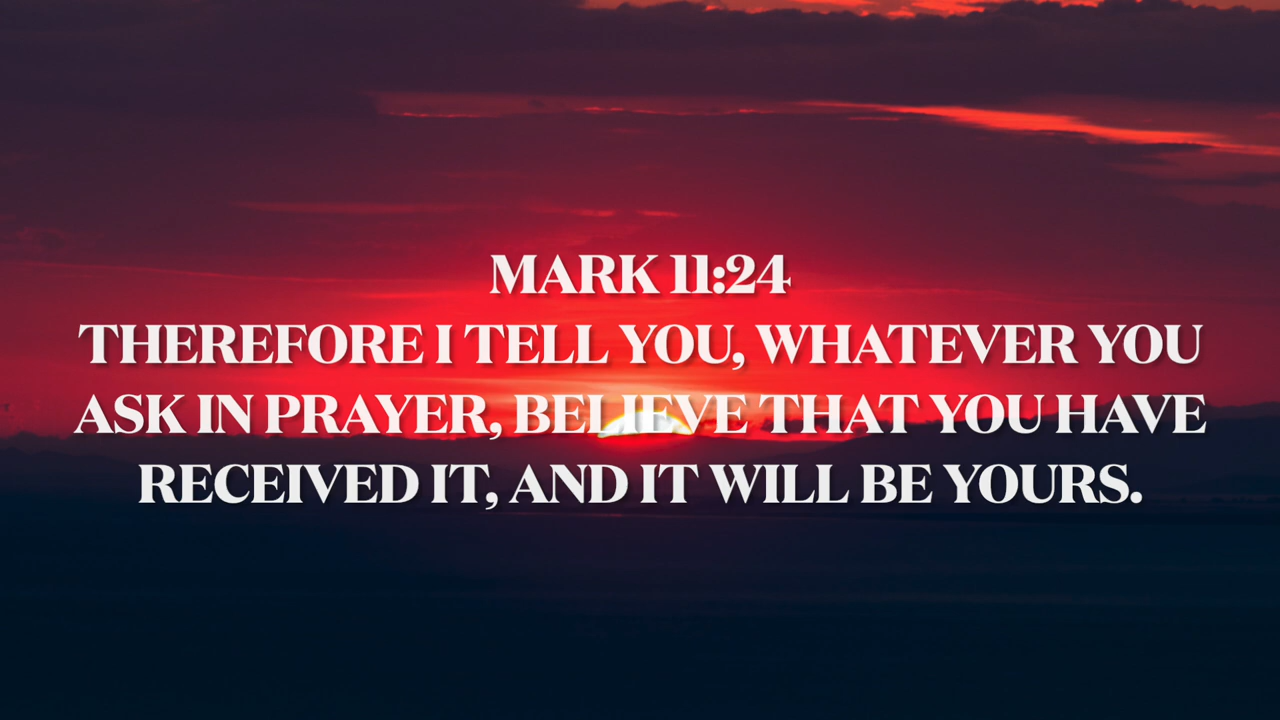 MARK 11:24
THEREFORE I TELL YOU, WHATEVER YOU
ASK IN PRAYER, BELIEVE THAT YOU HAVE
RECEIVED IT, AND IT WILL BE YOURS.